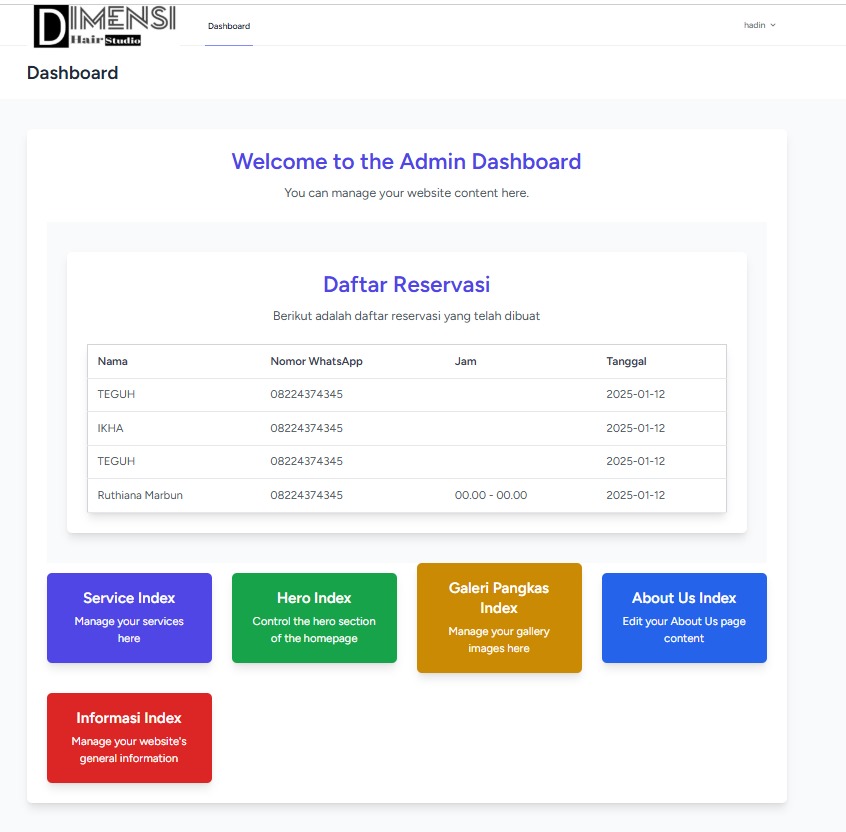 DIMENSI
Hair Studio
Dashboard
hadin
Dashboard
Welcome to the Admin Dashboard
You can manage your website content here.
Daftar Reservasi
Berikut adalah daftar reservasi yang telah dibuat
Nama Nomor WhatsApp Jam Tanggal
TEGUH 08224374345 2025-01-12
IKHA 08224374345 2025-01-12
TEGUH 08224374345 2025-01-12
Ruthiana Marbun 08224374345 00.00 - 00.00 2025-01-12
Service Index
Manage your services
here
Hero Index
Control the hero section
of the homepage
Galeri Pangkas
Index
Manage your gallery
images here
About Us Index
Edit your About Us page
content
Informasi Index
Manage your website's
general information